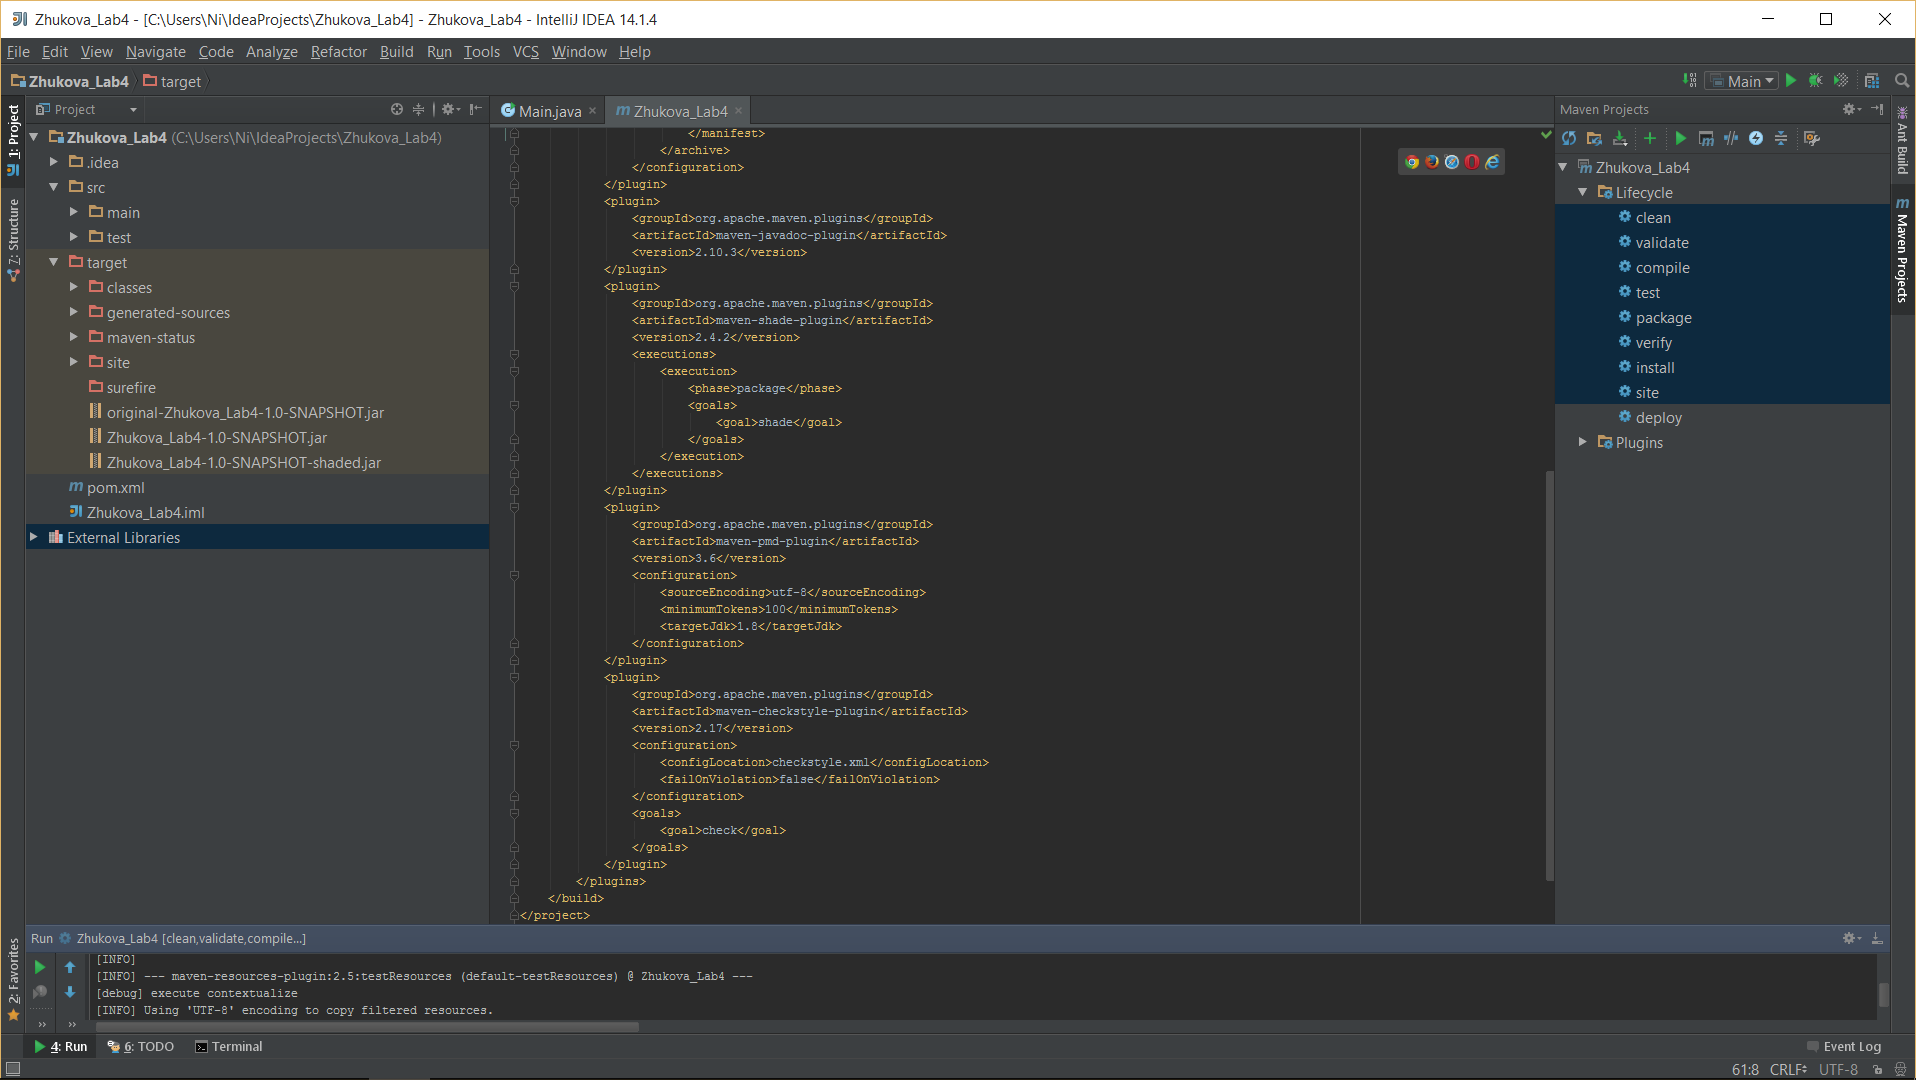 Zhukova_Lab4 - [C:\Users\Ni\IdeaProjects\Zhukova_Lab4] - Zhukova_Lab4 - IntelliJ IDEA 14.1.4
File Edit View Navigate Code Analyze Refactor Build Run Tools VCS Window Help
Zhukova_Lab4 target
Main
1: Project
7: Structure
2: Favorites
Project
Zhukova_Lab4 (C:\Users\Ni\IdeaProjects\Zhukova_Lab4)
.idea
src
main
test
target
classes
generated-sources
maven-status
site
surefire
original-Zhukova_Lab4-1.0-SNAPSHOT.jar
Zhukova_Lab4-1.0-SNAPSHOT.jar
Zhukova_Lab4-1.0-SNAPSHOT-shaded.jar
pom.xml
Zhukova_Lab4.iml
External Libraries
Main.java
Zhukova_Lab4
</manifest>
</archive>
</configuration>
</plugin>
<plugin>
<groupId>org.apache.maven.plugins</groupId>
<artifactId>maven-javadoc-plugin</artifactId>
<version>2.10.3</version>
</plugin>
<plugin>
<groupId>org.apache.maven.plugins</groupId>
<artifactId>maven-shade-plugin</artifactId>
<version>2.4.2</version>
<executions>
<execution>
<phase>package</phase>
<goals>
<goal>shade</goal>
</goals>
</execution>
</executions>
</plugin>
<plugin>
<groupId>org.apache.maven.plugins</groupId>
<artifactId>maven-pmd-plugin</artifactId>
<version>3.6</version>
<configuration>
<sourceEncoding>utf-8</sourceEncoding>
<minimumTokens>100</minimumTokens>
<targetJdk>1.8</targetJdk>
</configuration>
</plugin>
<plugin>
<groupId>org.apache.maven.plugins</groupId>
<artifactId>maven-checkstyle-plugin</artifactId>
<version>2.17</version>
<configuration>
<configLocation>checkstyle.xml</configLocation>
<failOnViolation>false</failOnViolation>
</configuration>
<goals>
<goal>check</goal>
</goals>
</plugin>
</plugins>
</build>
</project>
Maven Projects
Zhukova_Lab4
Lifecycle
clean
validate
compile
test
package
verify
install
site
deploy
Plugins
Ant Build
Maven Projects
Run Zhukova_Lab4 [clean,validate,compile...]
[INFO]
[INFO] --- maven-resources-plugin:2.5:testResources (default-testResources) @ Zhukova_Lab4 ---
[debug] execute contextualize
[INFO] Using 'UTF-8' encoding to copy filtered resources.
4: Run 6: TODO Terminal Event Log
61:8 CRLF UTF-8